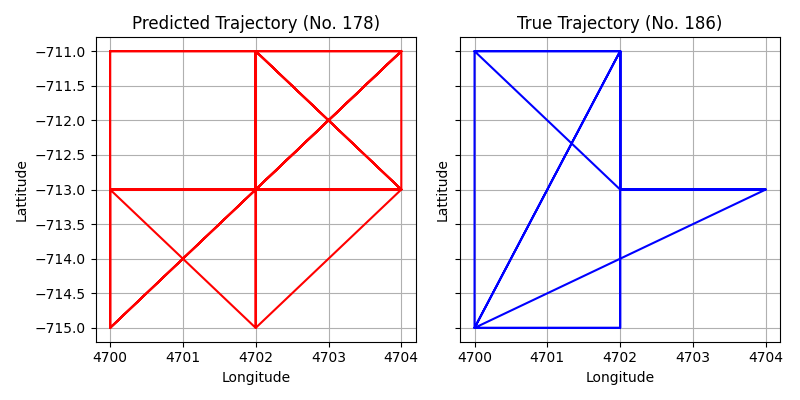 Predicted Trajectory (No. 178)
True Trajectory (No. 186)
−711.0
−711.5
−712.0
−712.5
−713.0
−713.5
−714.0
−714.5
−715.0
Lattitude
Lattitude
4700 4701 4702 4703 4704
4700 4701 4702 4703 4704
Longitude
Longitude